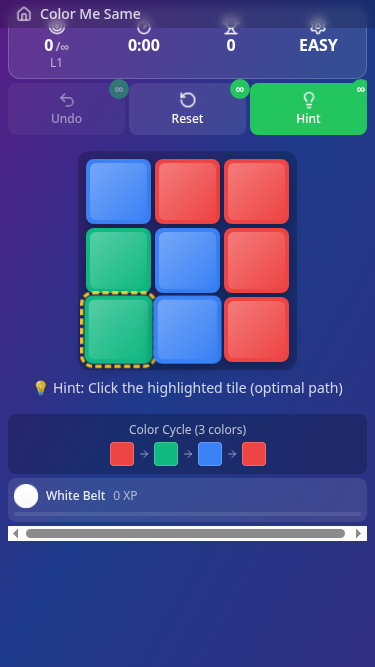 Color Me Same
0 /∞
0:00
0
EASY
L1
∞
∞
∞
Undo
Reset
Hint
💡 Hint: Click the highlighted tile (optimal path)
Color Cycle (3 colors)
White Belt 0 XP